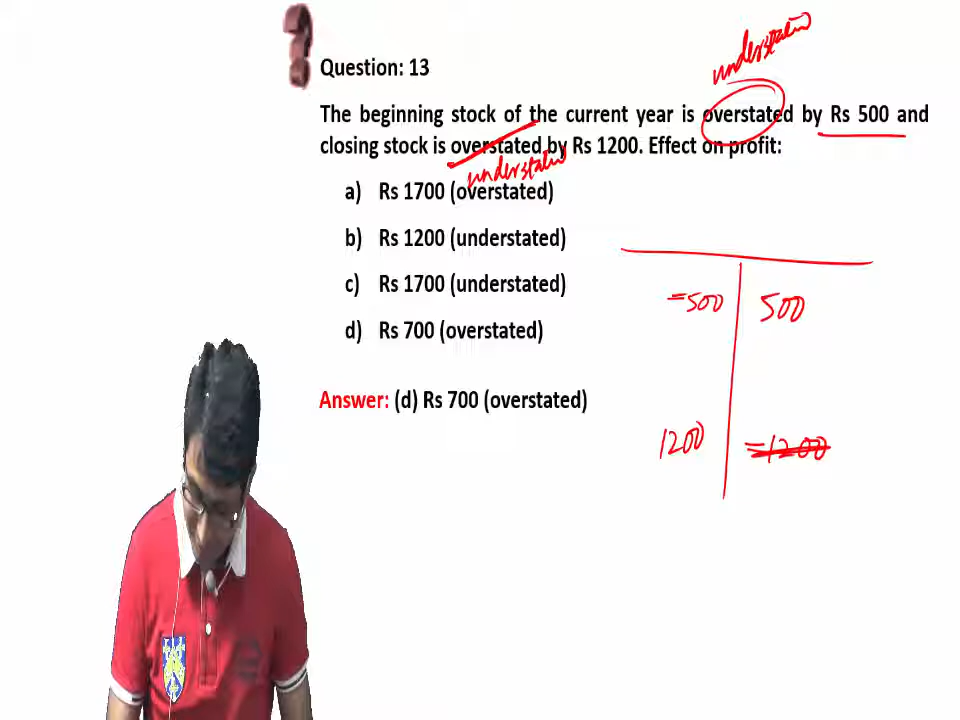 understated
Question: 13
The beginning stock of the current year is overstated by Rs 500 and
closing stock is overstated by Rs 1200. Effect on profit:
understated
a) Rs 1700 (overstated)
b) Rs 1200 (understated)
c) Rs 1700 (understated)
d) Rs 700 (overstated)
=500 500
Answer: (d) Rs 700 (overstated)
1200 =1200